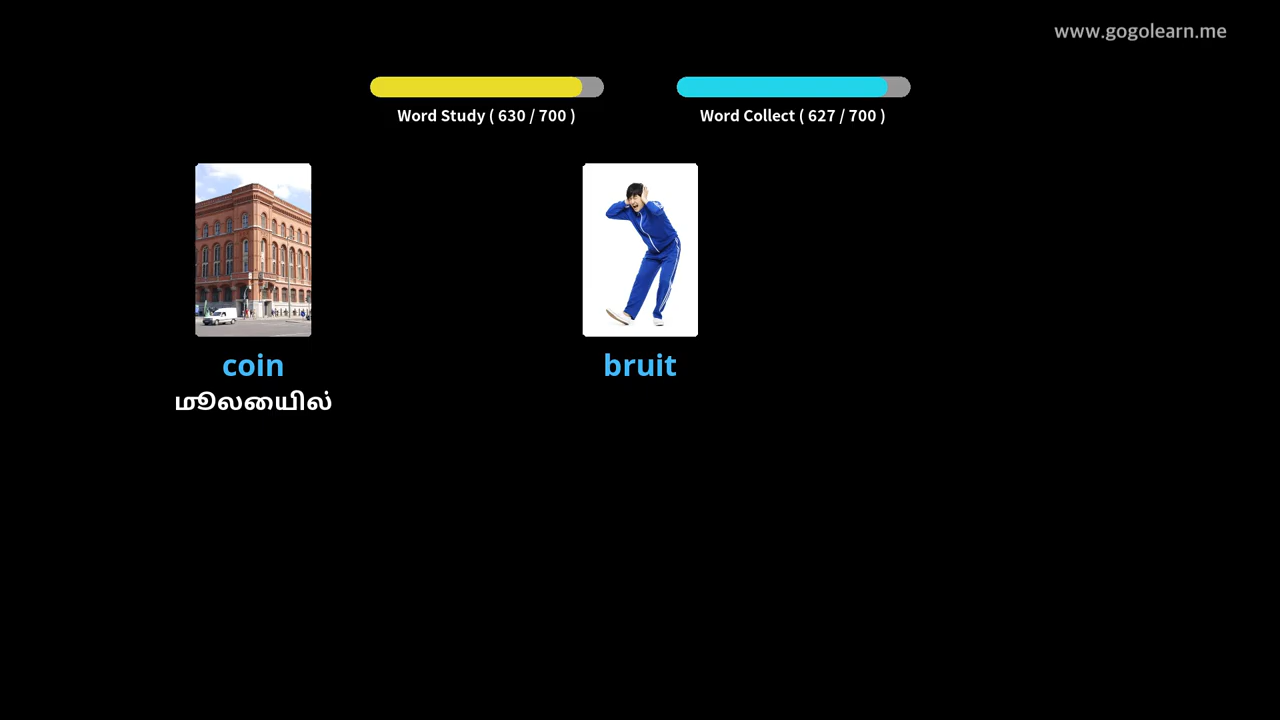 www.gogolearn.me
Word Study ( 630 / 700 )
Word Collect ( 627 / 700 )
coin
bruit
மூலையில்